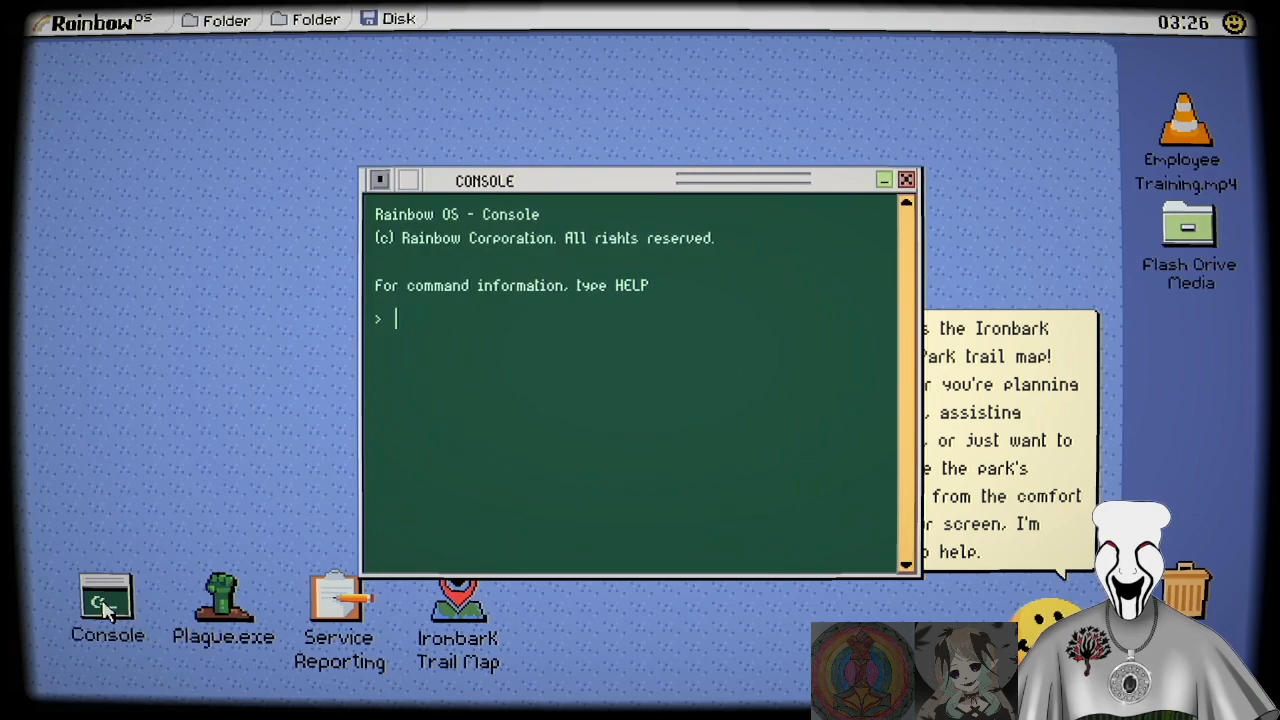 Rainbow OS
Folder
Folder
Disk
03:26
Employee
Training.mp4
Flash Drive
Media
CONSOLE
Rainbow OS - Console
(c) Rainbow Corporation. All rights reserved.
For command information, type HELP
>
s the Ironbark
Park trail map!
r you're planning
, assisting
, or just want to
e the park's
from the comfort
r screen, I'm
o help.
Console
Plague.exe
Service
Reporting
Ironbark
Trail Map